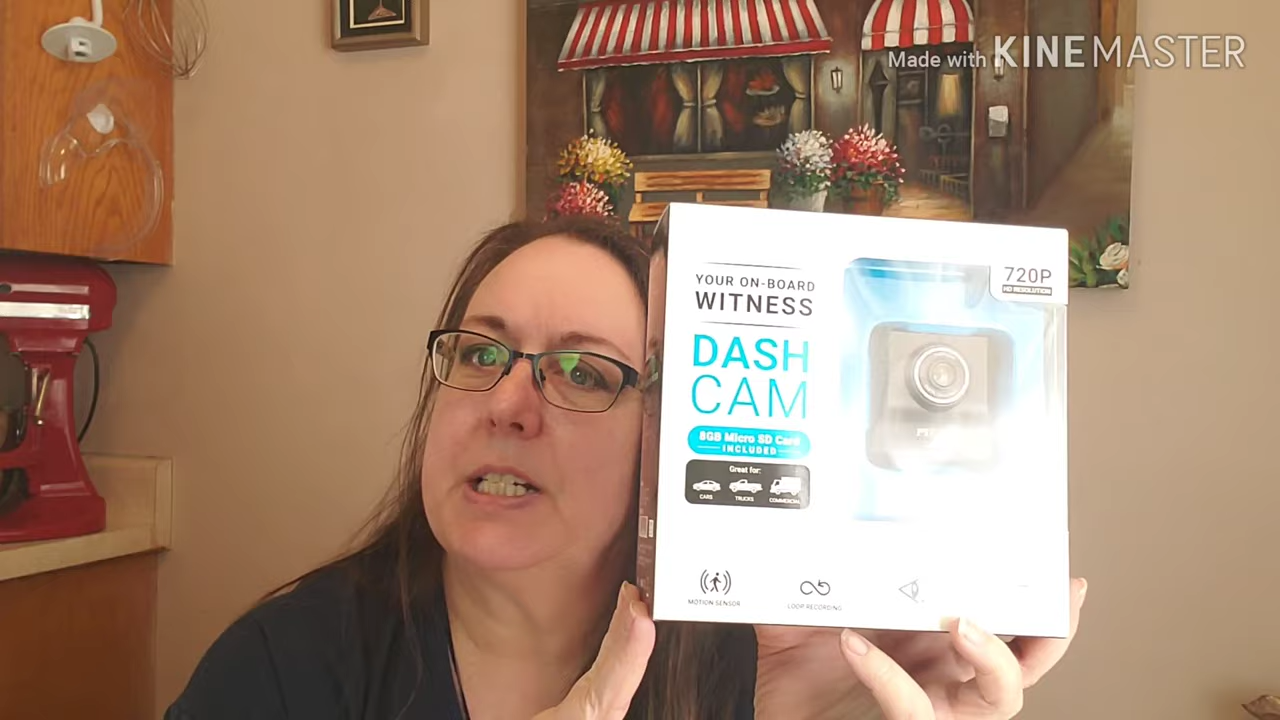 Made with KINEMASTER
YOUR ON-BOARD
WITNESS
DASH
CAM
8GB Micro SD Card
INCLUDED
Great for:
CARS
TRUCKS
COMMERCIAL
720P
HD RESOLUTION
MOTION SENSOR
LOOP RECORDING